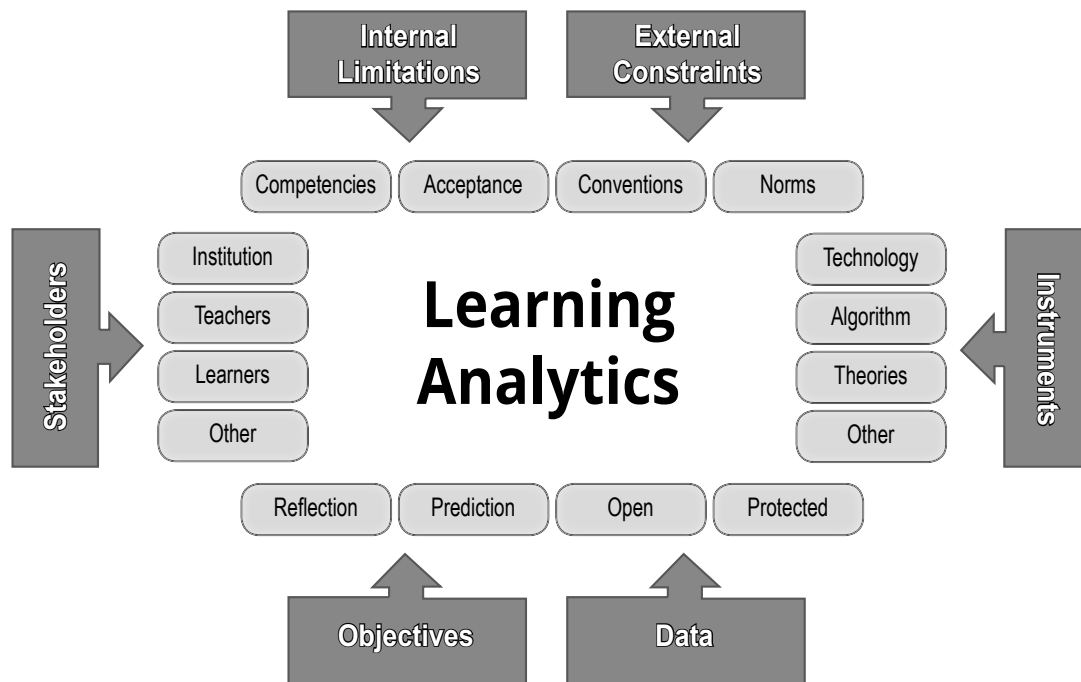 Internal
Limitations
External
Constraints
Competencies
Acceptance
Conventions
Norms
Stakeholders
Institution
Teachers
Learners
Other
Learning
Analytics
Technology
Algorithm
Theories
Other
Instruments
Reflection
Prediction
Open
Protected
Objectives
Data